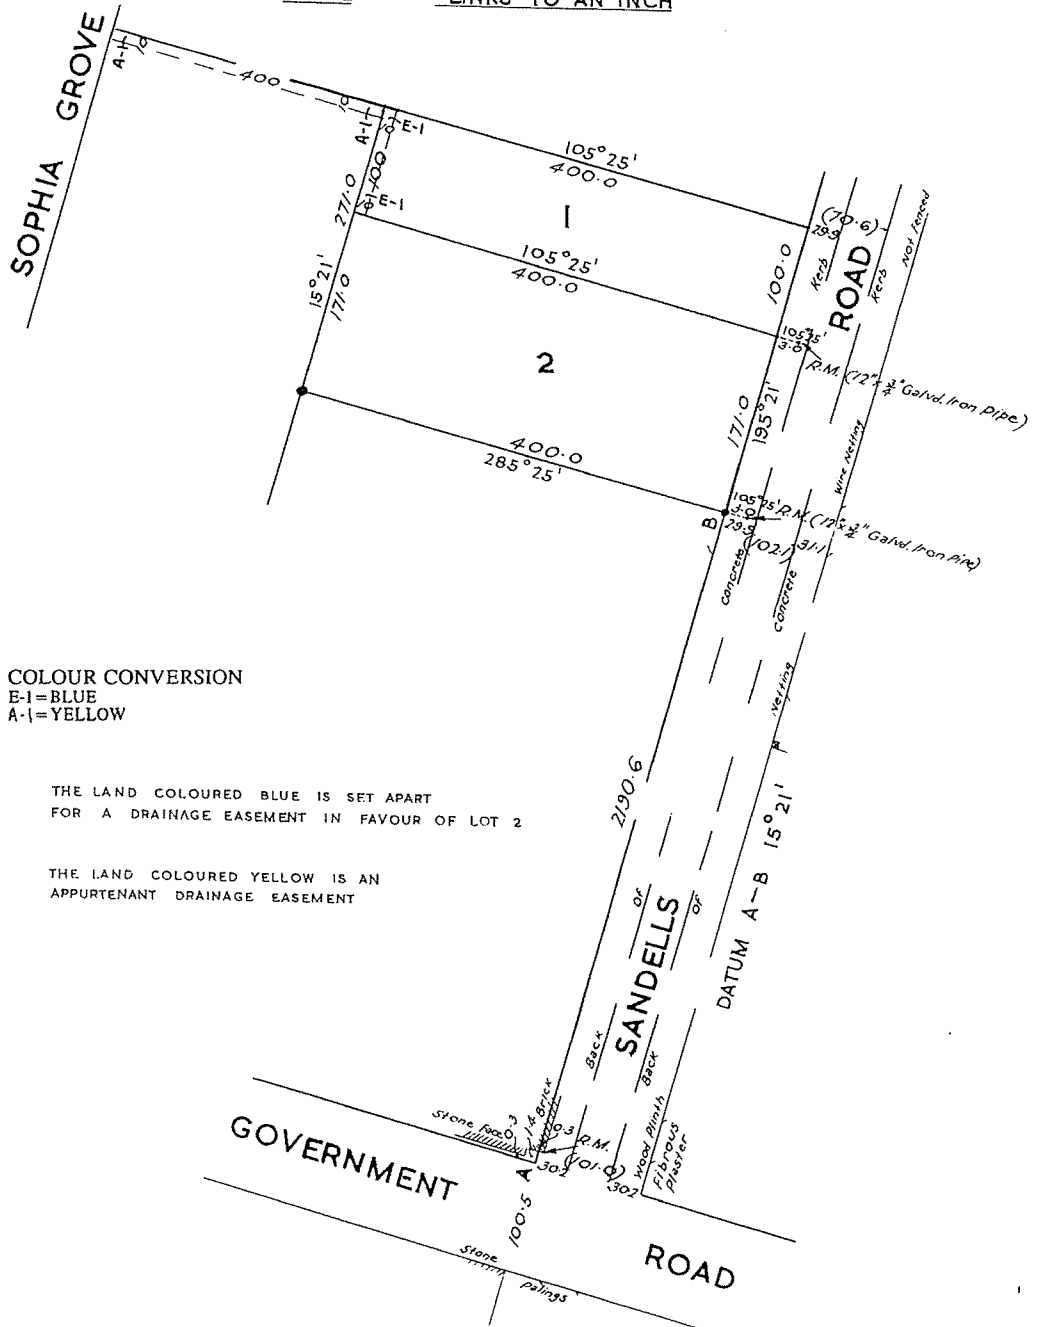 LINKS TO AN INCH
SOPHIA GROVE
A-1
10
400
10
A-1
10
E-1
100
10
E-1
271.0
15°21'
171.0
105°25'
400.0
1
105°25'
400.0
2
400.0
285°25'
100.0
171.0
195°21'
(70.6)
29.9
Kerb
ROAD
Kerb
Not Fenced
105°25'
3.0
R.M. (12" x ¾" Galvd. Iron Pipe)
Wire Netting
B
105°25'
3.0
R.M. (12" x ¾" Galvd. Iron Pipe)
29.9
(102.1)
31.1
Concrete
Concrete
Netting
COLOUR CONVERSION
E-1=BLUE
A-1=YELLOW
THE LAND COLOURED BLUE IS SET APART
FOR A DRAINAGE EASEMENT IN FAVOUR OF LOT 2
THE LAND COLOURED YELLOW IS AN
APPURTENANT DRAINAGE EASEMENT
2190.6
DATUM A—B 15°21'
of
of
SANDELLS
Back
Back
Stone Face
0.3
1.4 Brick
0.3
R.M.
A
30.2
(101.0)
30.2
Wood Plinth
Fibrous
Plaster
GOVERNMENT
100.5
ROAD
Stone
palings